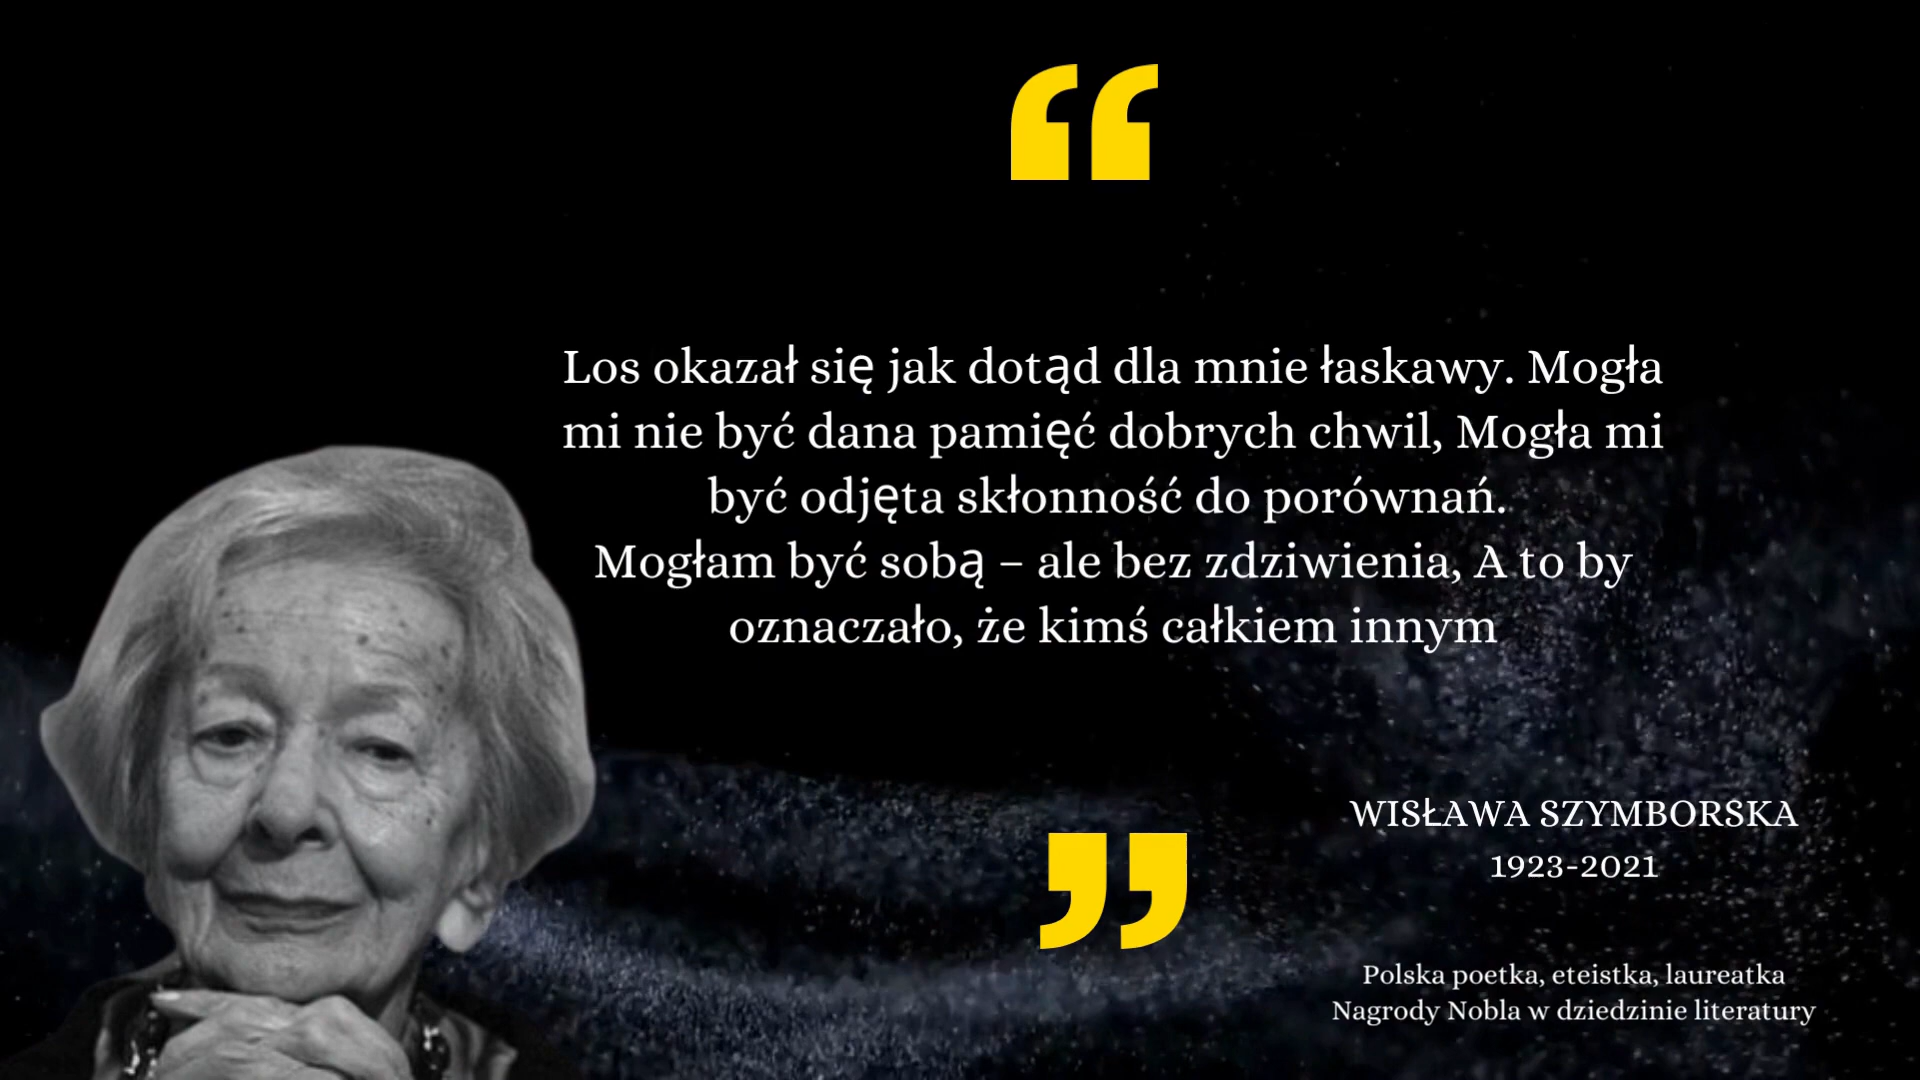 “
Los okazał się jak dotąd dla mnie łaskawy. Mogła
mi nie być dana pamięć dobrych chwil, Mogła mi
być odjęta skłonność do porównań.
Mogłam być sobą – ale bez zdziwienia, A to by
oznaczało, że kimś całkiem innym
”
WISŁAWA SZYMBORSKA
1923-2021
Polska poetka, eteistka, laureatka
Nagrody Nobla w dziedzinie literatury